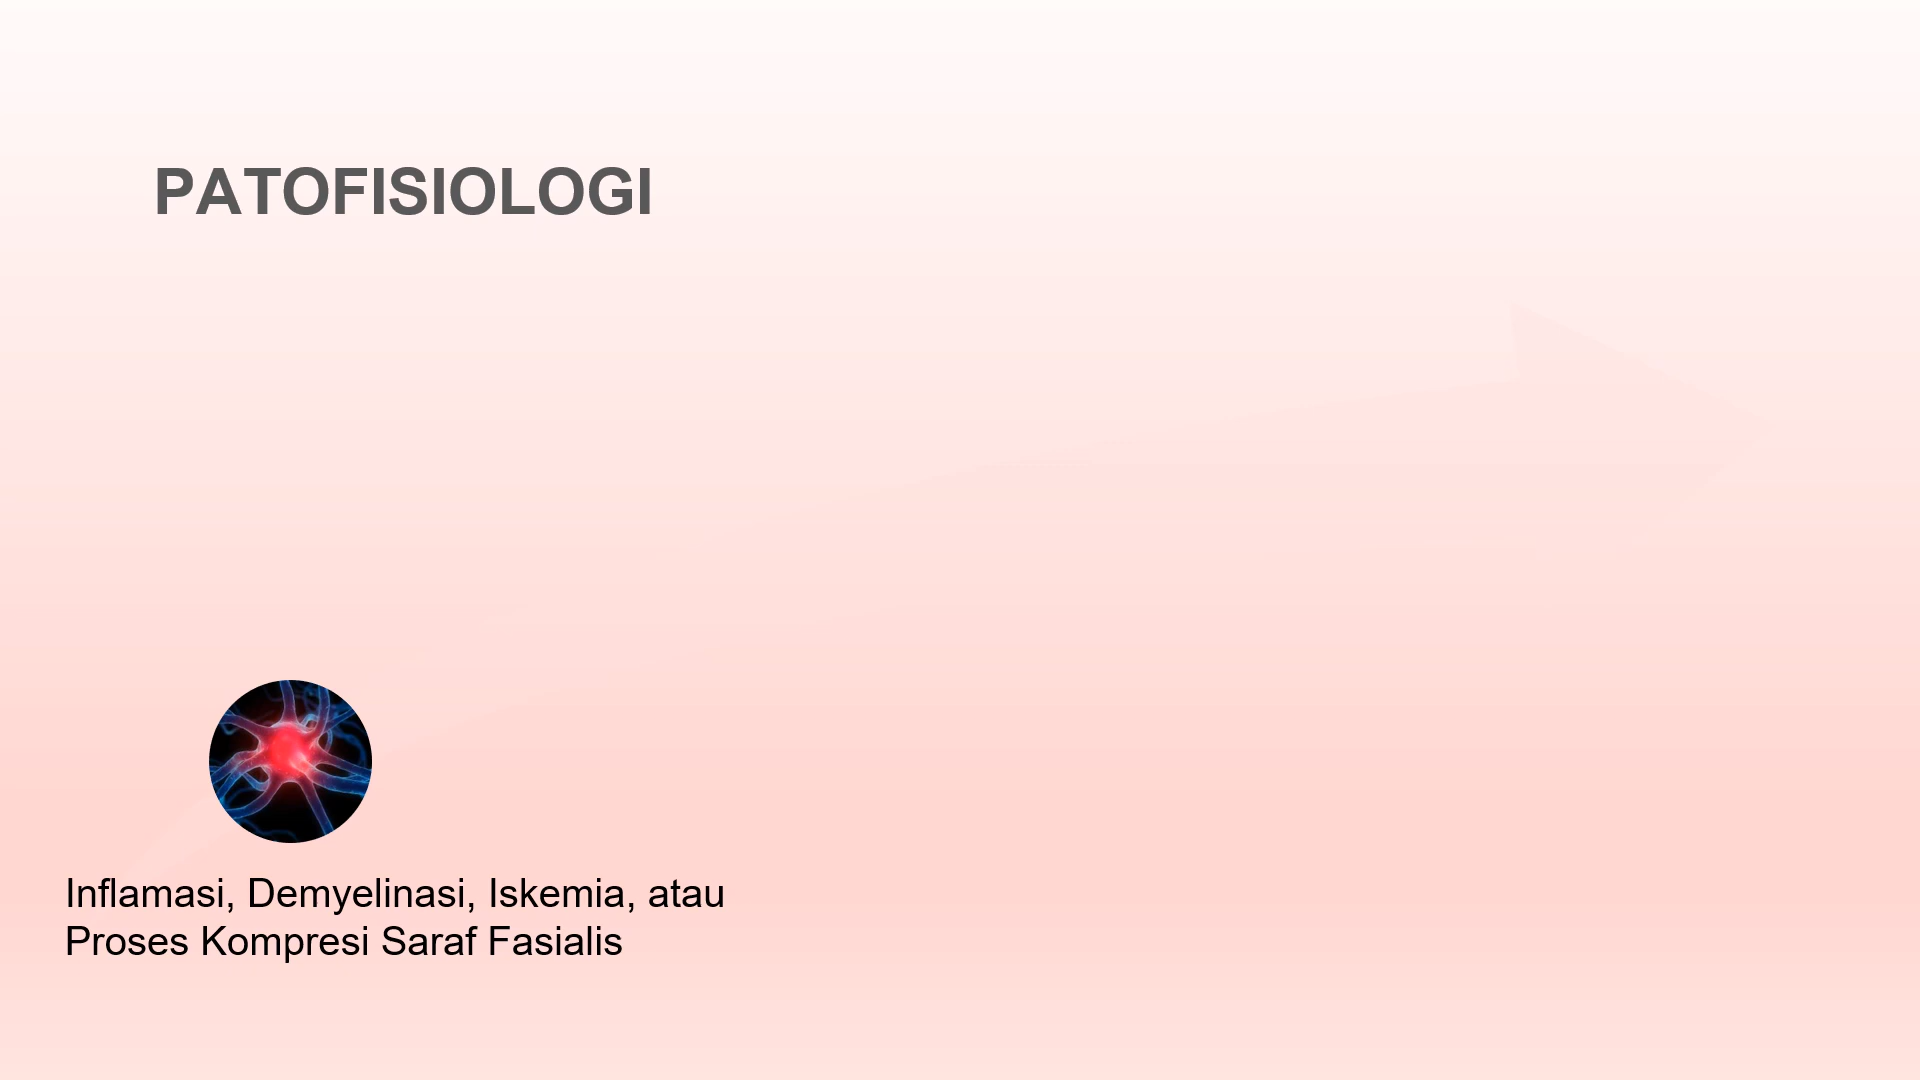 PATOFISIOLOGI
Inflamasi, Demyelinasi, Iskemia, atau
Proses Kompresi Saraf Fasialis